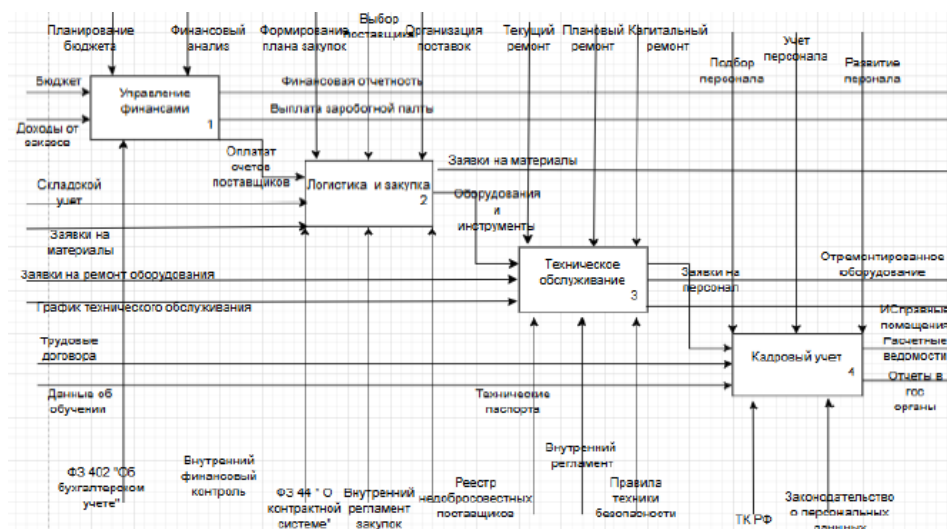 Планирование
бюджета
Финансовый
анализ
Формирование
плана закупок
Выбор
поставщика
Организация
поставок
Текущий
ремонт
Плановый
ремонт
Капитальный
ремонт
Подбор
персонала
Учет
персонала
Развитие
персонала
Бюджет
Доходы от
заказов
Управление
финансами
1
Финансовая отчетность
Выплата зароботной палты
Оплатат
счетов
поставщиков
Складской
учет
Заявки на
материалы
Логистика и закупка
2
Заявки на материалы
Оборудования
и
инструменты
Заявки на ремонт оборудования
График технического обслуживания
Техническое
обслуживание
3
Заявки на
персонал
Отремонтированное
оборудование
ИСправные
помещения
Трудовые
договора
Данные об
обучении
Кадровый учет
4
Расчетные
ведомости
Отчеты в
гос
органы
ФЗ 402 "Об
бухгалтерском
учете"
Внутренний
финансовый
контроль
ФЗ 44 " О
контрактной
системе"
Внутренний
регламент
закупок
Реестр
недобросовестных
поставщиков
Технические
паспорта
Внутренний
регламент
Правила
техники
безопасности
ТК РФ
Законодательство
о персональных
данных